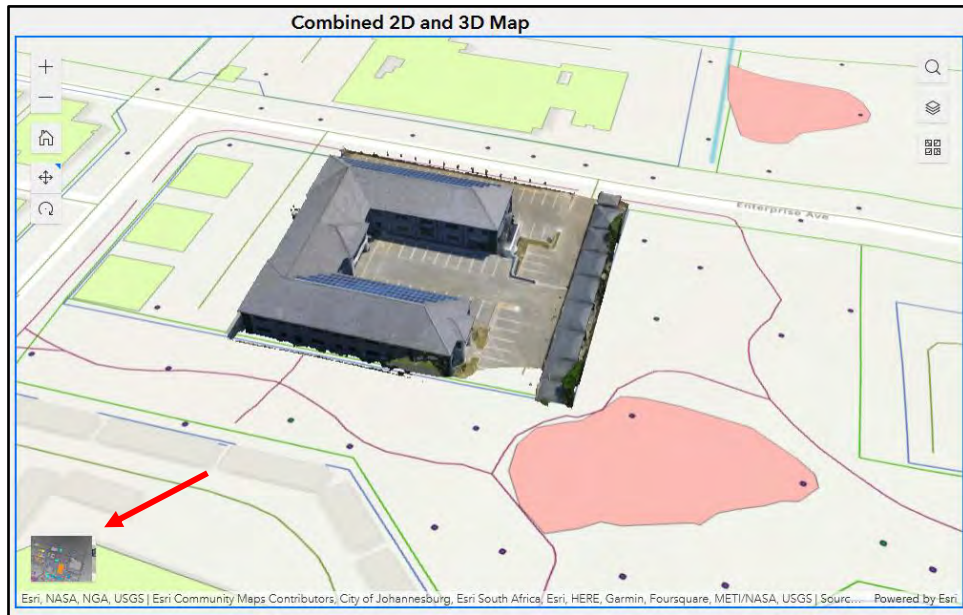 Combined 2D and 3D Map
Enterprise Ave
Esri, NASA, NGA, USGS | Esri Community Maps Contributors, City of Johannesburg, Esri South Africa, Esri, HERE, Garmin, Foursquare, METI/NASA, USGS | Sourc... Powered by Esri